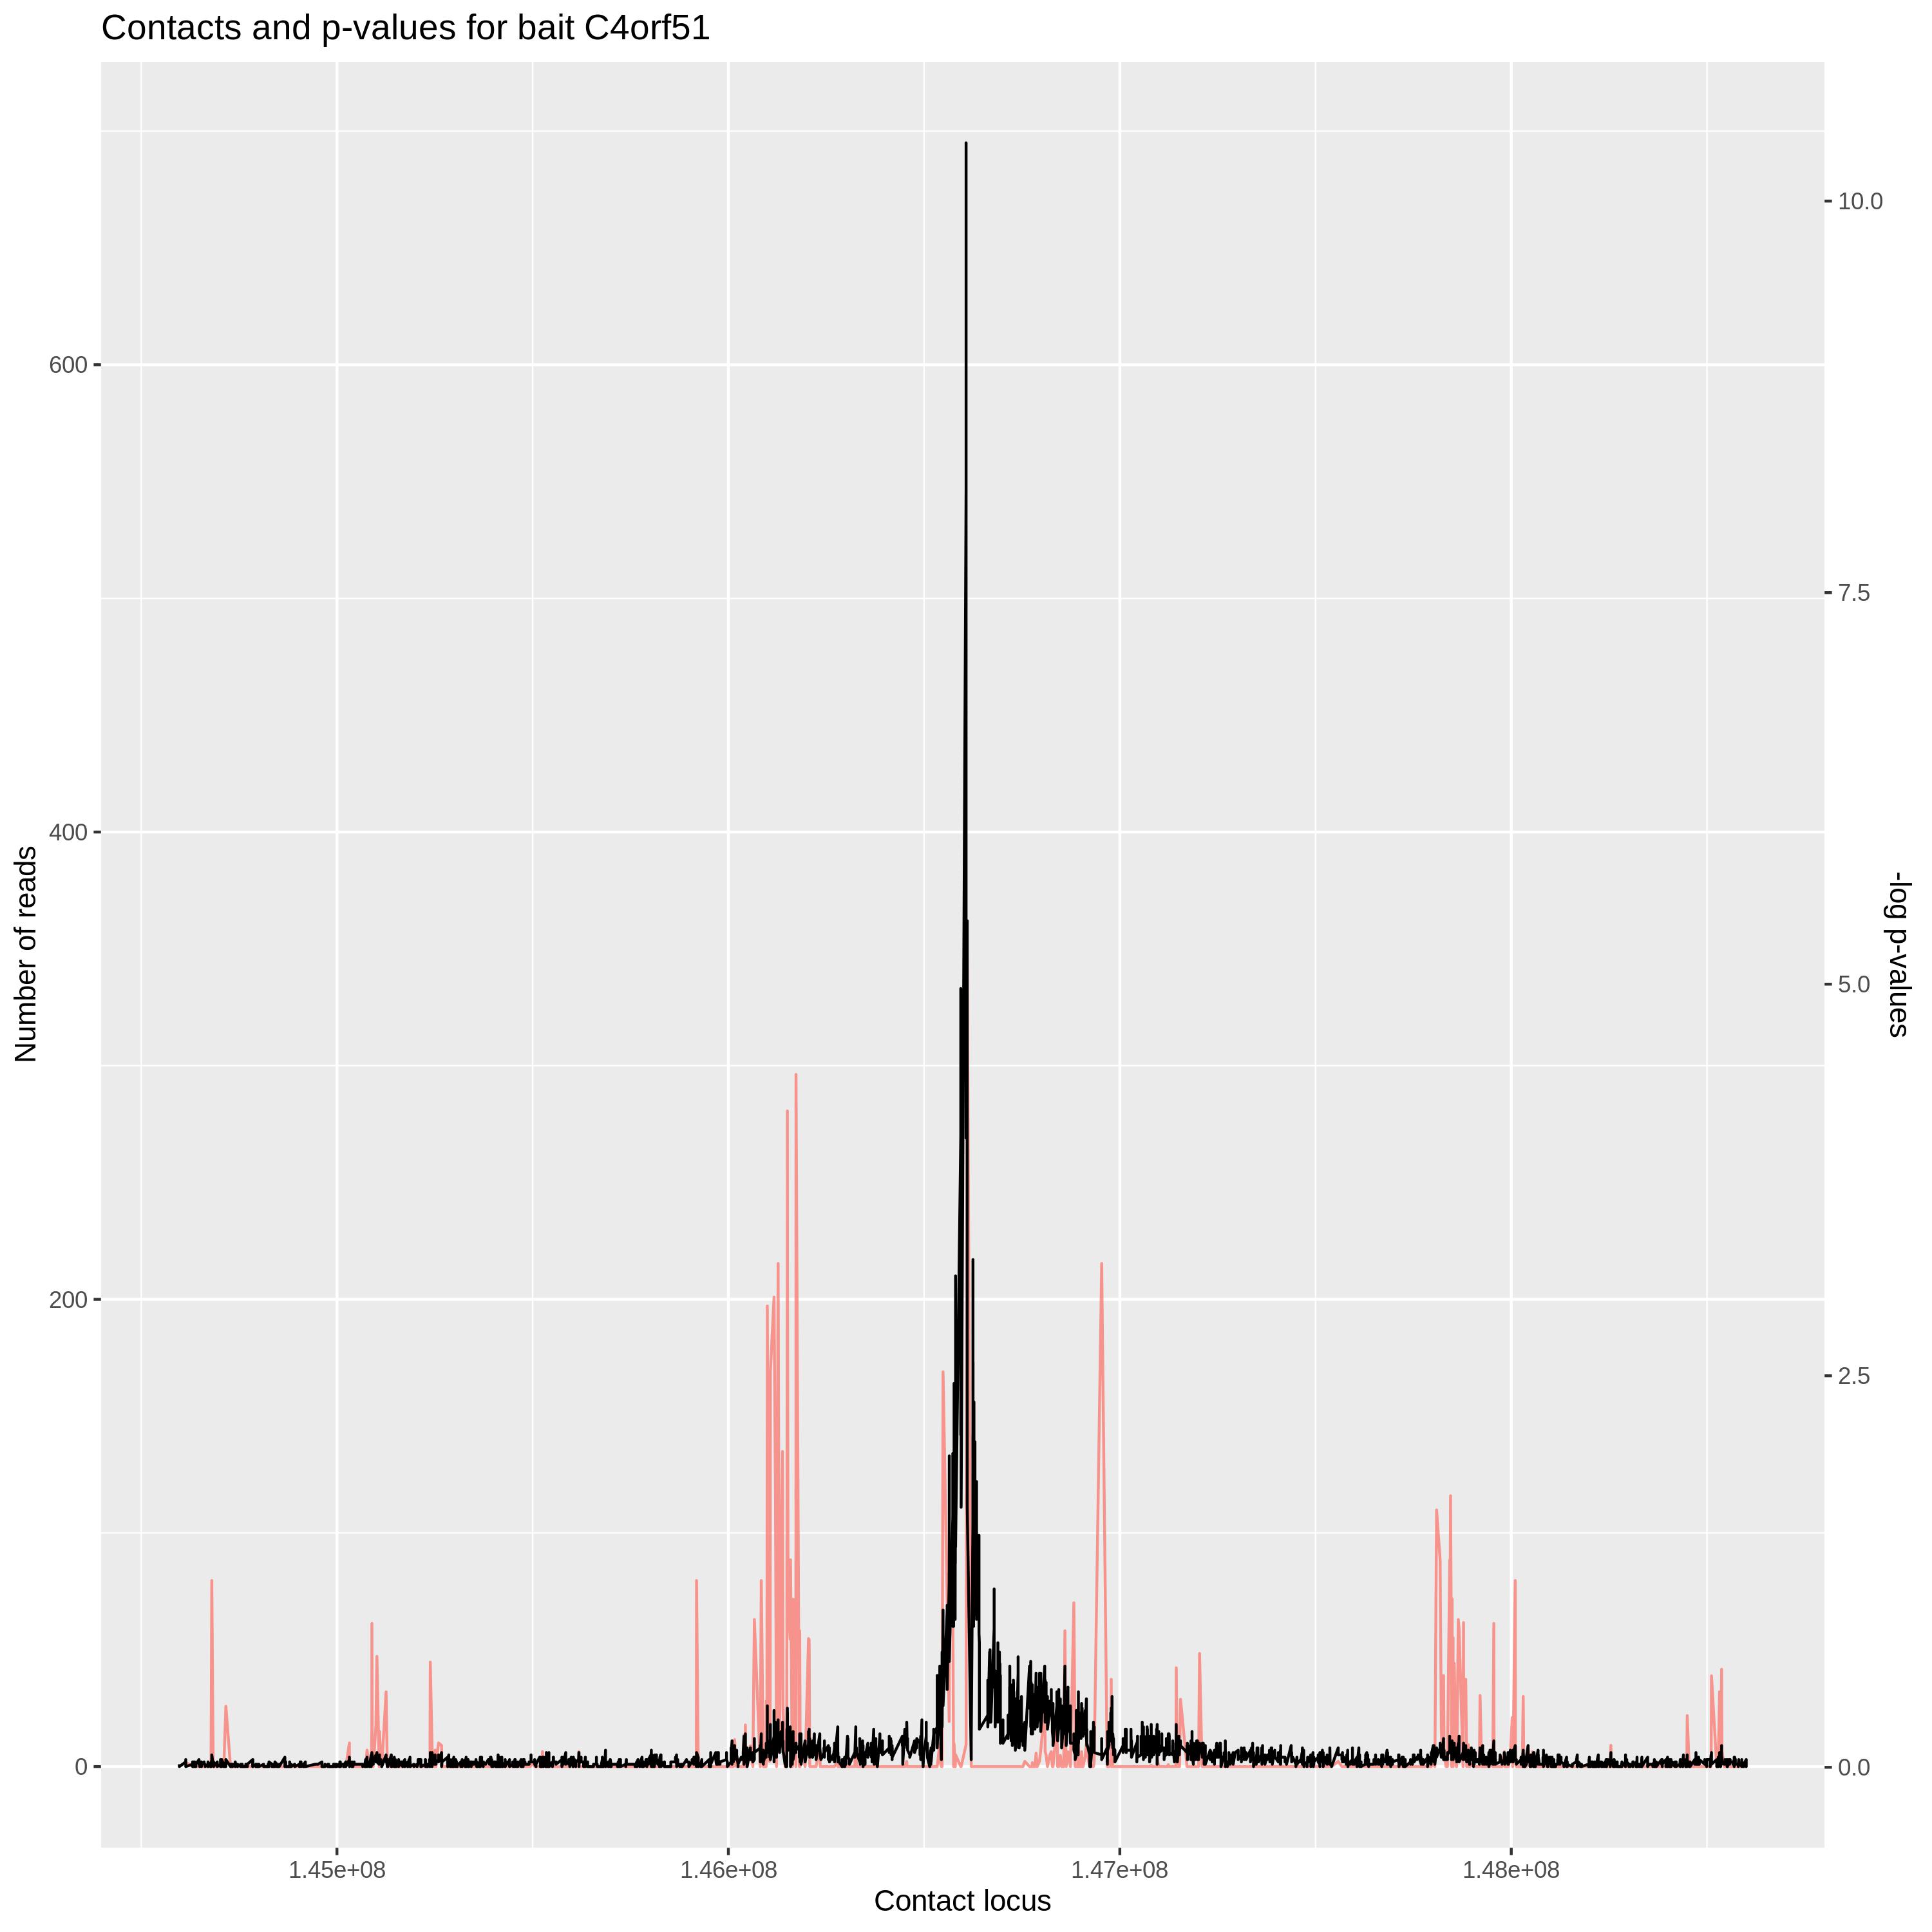 Contacts and p-values for bait C4orf51
Number of reads
600
400
200
0
10.0
7.5
5.0
2.5
0.0
-log p-values
1.45e+08
1.46e+08
1.47e+08
1.48e+08
Contact locus